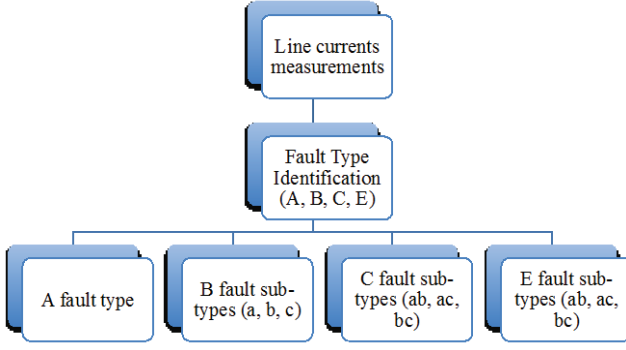 Line currents
measurements
Fault Type
Identification
(A, B, C, E)
A fault type
B fault sub-
types (a, b, c)
C fault sub-
types (ab, ac,
bc)
E fault sub-
types (ab, ac,
bc)